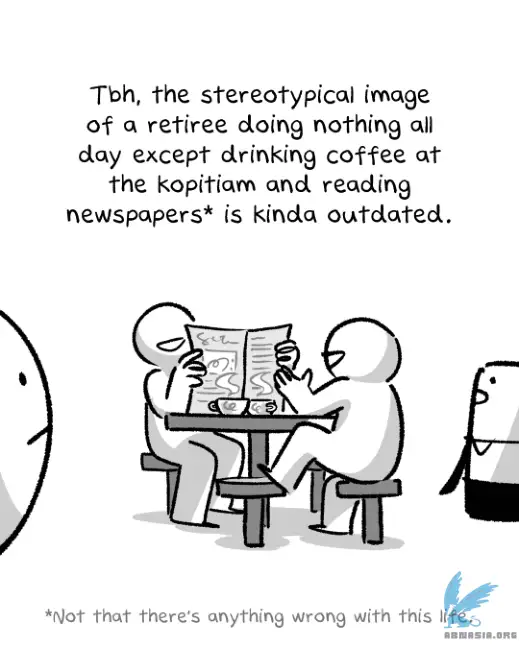 Tbh, the stereotypical image
of a retiree doing nothing all
day except drinking coffee at
the kopitiam and reading
newspapers* is kinda outdated.
*Not that there's anything wrong with this life.
ABMASIA.ORG